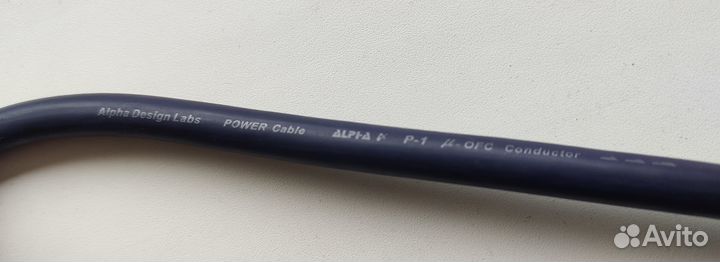 Alpha Design Labs POWER Cable ALPHA P-1 μ-OFC Conductor
Avito